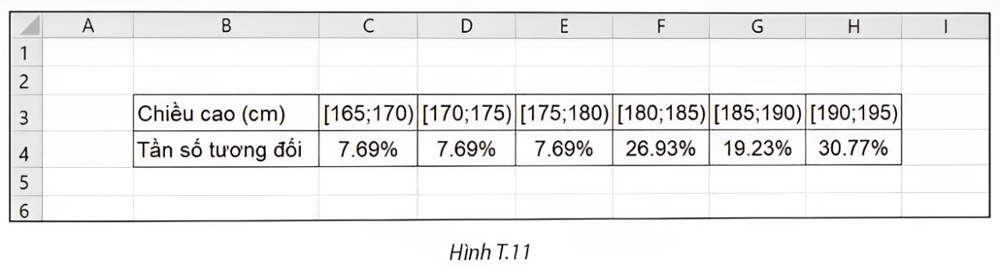 A B C D E F G H I
1
2
3 Chiều cao (cm) [165;170) [170;175) [175;180) [180;185) [185;190) [190;195)
4 Tần số tương đối 7.69% 7.69% 7.69% 26.93% 19.23% 30.77%
5
6
Hình T.11